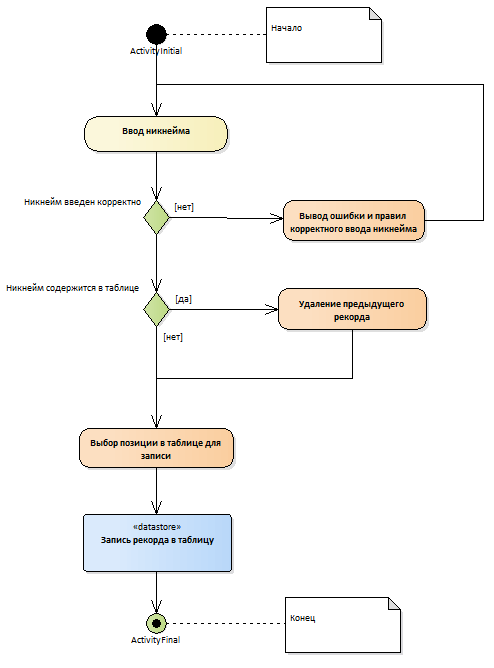 Начало
ActivityInitial
Ввод никнейма
Никнейм введен корректно
[нет]
Вывод ошибки и правил
корректного ввода никнейма
Никнейм содержится в таблице
[да]
Удаление предыдущего
рекорда
[нет]
Выбор позиции в таблице для
записи
«datastore»
Запись рекорда в таблицу
Конец
ActivityFinal